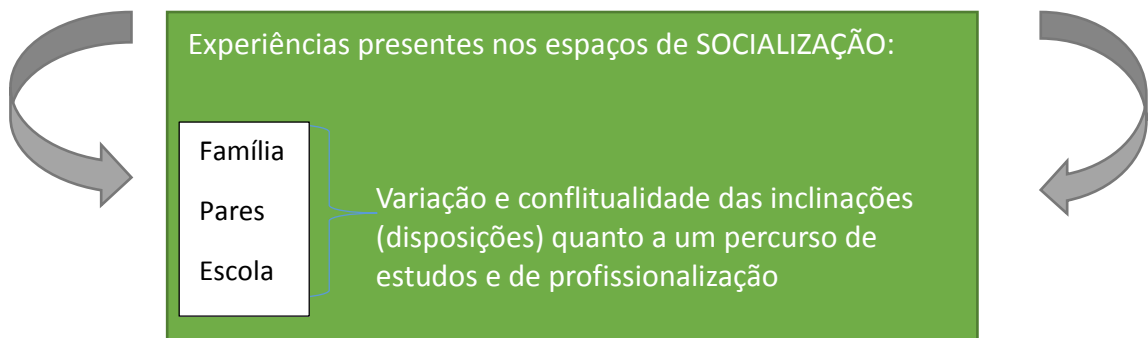 Experiências presentes nos espaços de SOCIALIZAÇÃO:
Família
Pares
Escola
Variação e conflitualidade das inclinações
(disposições) quanto a um percurso de
estudos e de profissionalização